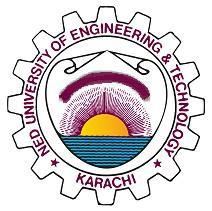 NED UNIVERSITY OF ENGINEERING & TECHNOLOGY
KARACHI